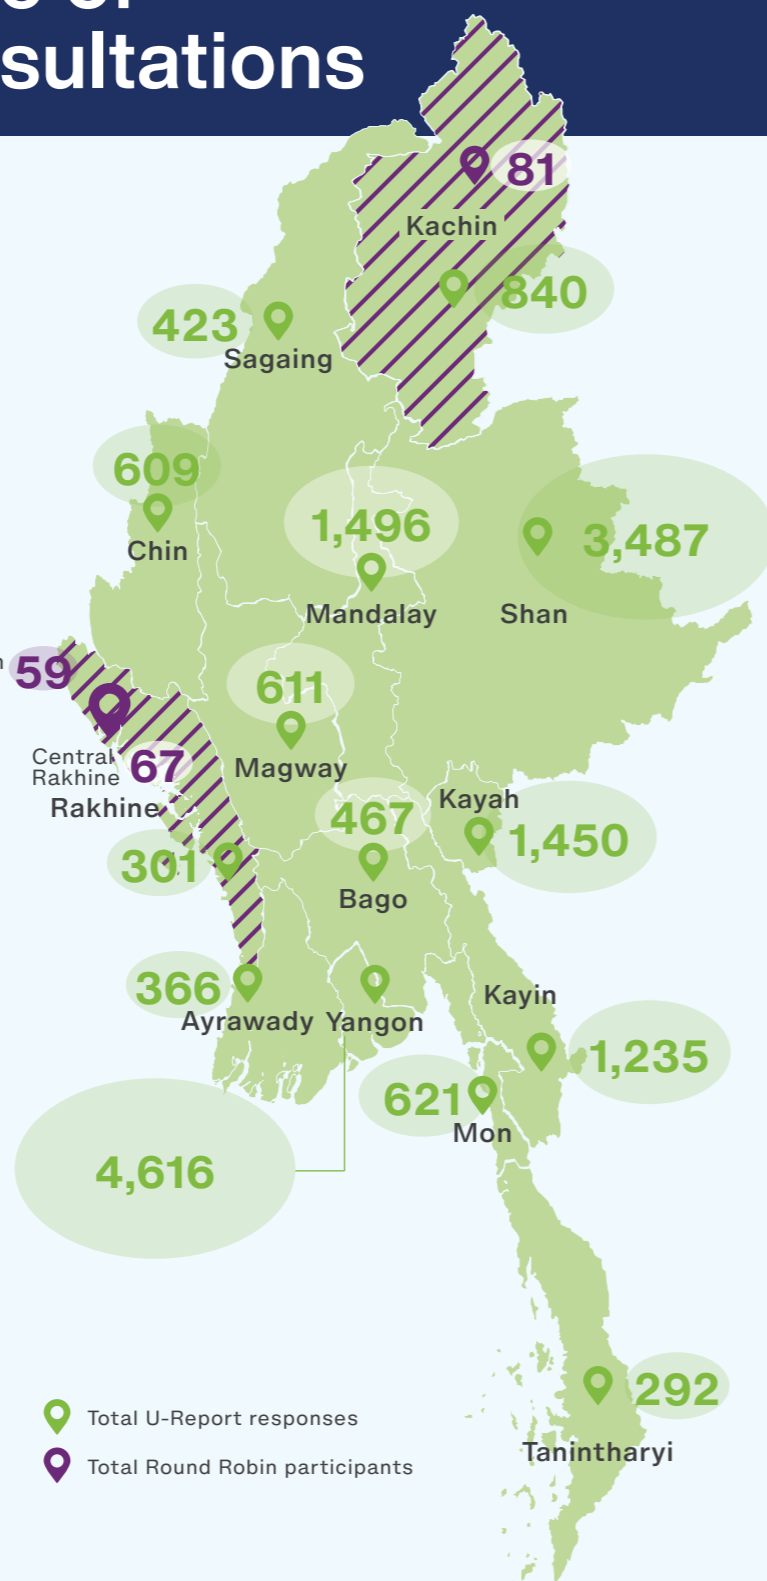 sultations
81
Kachin
840
423
Sagaing
609
Chin
1,496
Mandalay
3,487
Shan
59
Central
Rakhine
67
Rakhine
611
Magway
467
Bago
Kayah
1,450
301
366
Ayrawady
Yangon
Kayin
1,235
621
Mon
4,616
292
Tanintharyi
Total U-Report responses
Total Round Robin participants